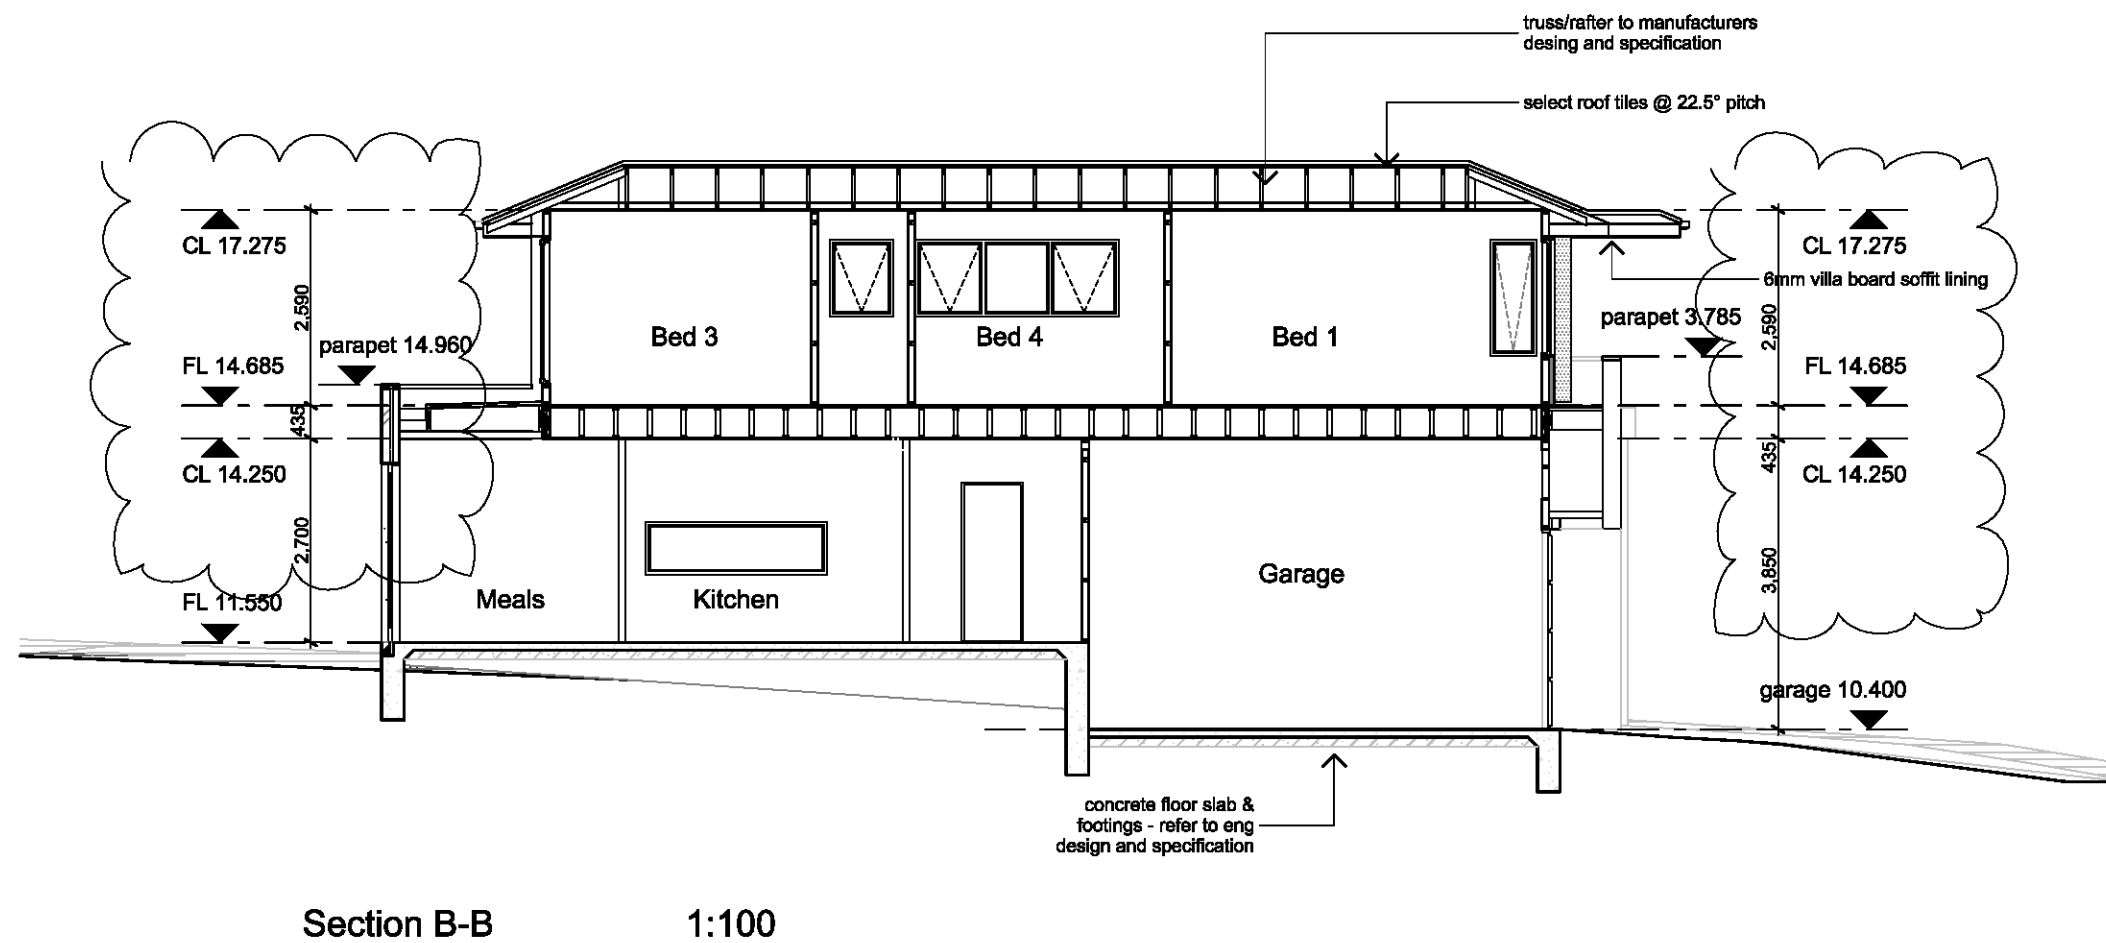 truss/rafter to manufacturers
desing and specification
select roof tiles @ 22.5° pitch
CL 17.275
CL 17.275
6mm villa board soffit lining
2,590
2,590
parapet 3.785
Bed 3
Bed 4
Bed 1
parapet 14.960
FL 14.685
FL 14.685
435
435
CL 14.250
CL 14.250
2,700
3,850
Garage
FL 11.550
Meals
Kitchen
garage 10.400
concrete floor slab &
footings - refer to eng
design and specification
Section B-B 1:100